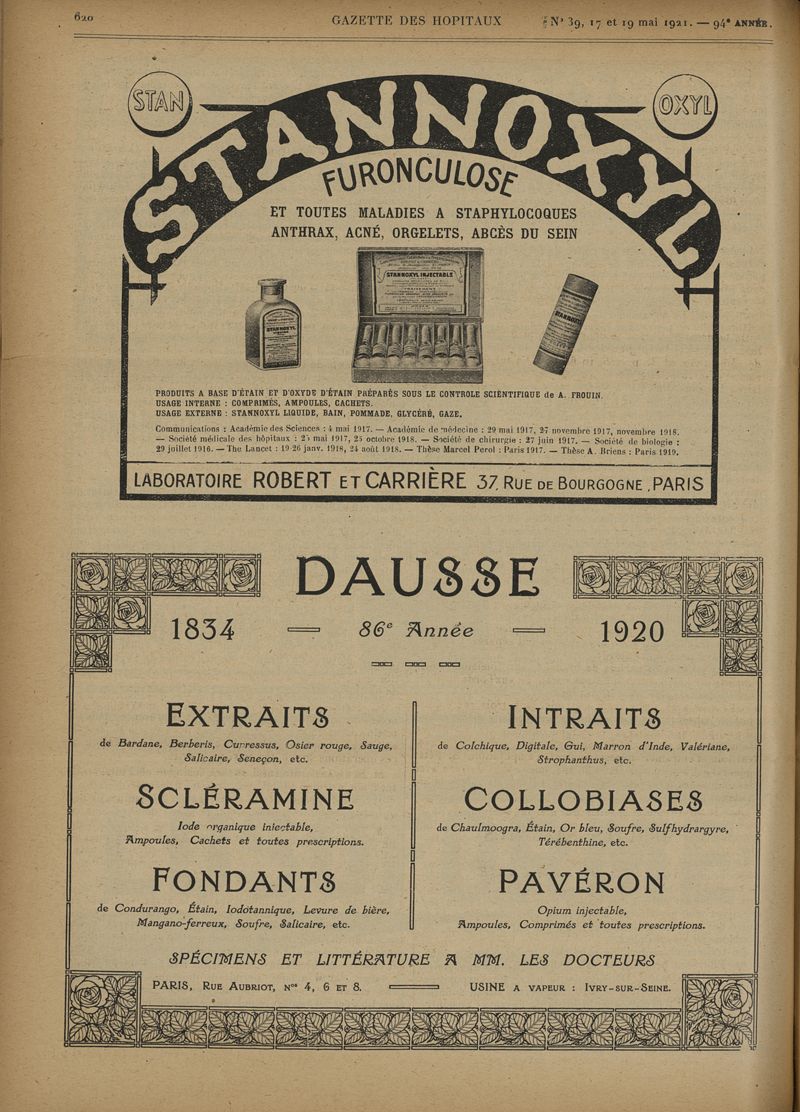 620
GAZETTE DES HOPITAUX
N° 39, 17 et 19 mai 1921. — 94e ANNÉE.
STAN
OXYL
STANNOXYL
FURONCULOSE
ET TOUTES MALADIES A STAPHYLOCOQUES
ANTHRAX, ACNÉ, ORGELETS, ABCÈS DU SEIN
STANNOXYL INJECTABLE
TRAITEMENT
STANNOXYL
STANNOXYL
PRODUITS A BASE D'ÉTAIN ET D'OXYDE D'ÉTAIN PRÉPARÉS SOUS LE CONTROLE SCIENTIFIQUE de A. FROUIN.
USAGE INTERNE : COMPRIMÉS, AMPOULES, CACHETS.
USAGE EXTERNE : STANNOXYL LIQUIDE, BAIN, POMMADE, GLYCÉRÉ, GAZE.
Communications : Académie des Sciences : 4 mai 1917. — Académie de médecine : 29 mai 1917, 27 novembre 1917, novembre 1918.
— Société médicale des hôpitaux : 25 mai 1917, 25 octobre 1918. — Société de chirurgie : 27 juin 1917. — Société de biologie :
29 juillet 1916. — The Lancet : 19-26 janv. 1918, 24 août 1918. — Thèse Marcel Perol : Paris 1917. — Thèse A. Briens : Paris 1919.
LABORATOIRE ROBERT ET CARRIÈRE 37, RUE DE BOURGOGNE, PARIS
DAUSSE
1834 — 86e Année — 1920
EXTRAITS
de Bardane, Berberis, Cupressus, Osier rouge, Sauge,
Salicaire, Seneçon, etc.
INTRAITS
de Colchique, Digitale, Gui, Marron d'Inde, Valériane,
Strophanthus, etc.
SCLÉRAMINE
Iode organique injectable,
Ampoules, Cachets et toutes prescriptions.
COLLOBIASES
de Chaulmoogra, Étain, Or bleu, Soufre, Sulfhydrargyre,
Térébenthine, etc.
FONDANTS
de Condurango, Étain, Iodotannique, Levure de bière,
Mangano-ferreux, Soufre, Salicaire, etc.
PAVÉRON
Opium injectable,
Ampoules, Comprimés et toutes prescriptions.
SPÉCIMENS ET LITTÉRATURE A MM. LES DOCTEURS
PARIS, RUE AUBRIOT, Nos 4, 6 ET 8. — USINE A VAPEUR : IVRY-SUR-SEINE.